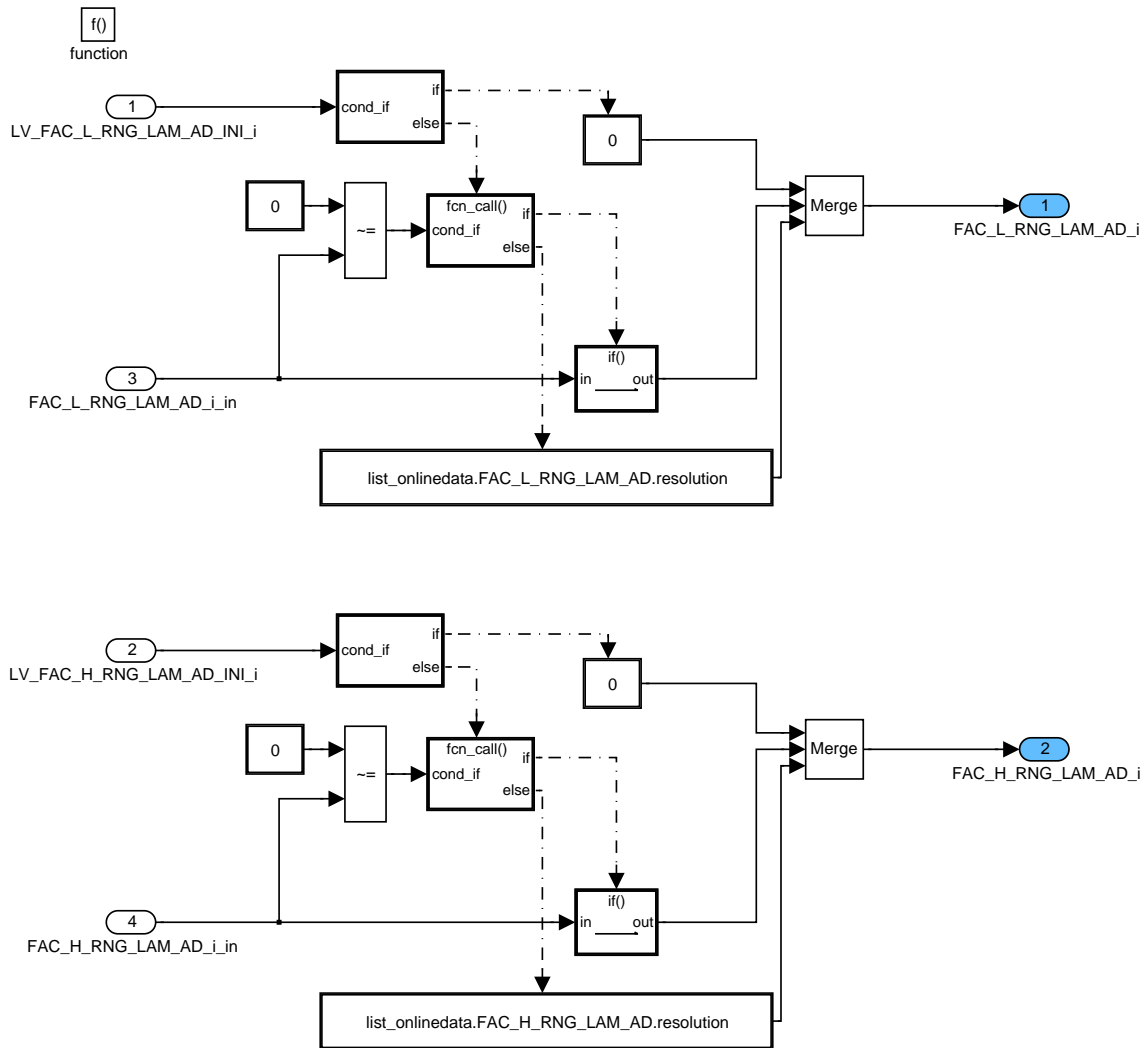 f()
function
1
LV_FAC_L_RNG_LAM_AD_INI_i
cond_if
if
else
0
0
~=
fcn_call()
cond_if
if
else
Merge
1
FAC_L_RNG_LAM_AD_i
3
FAC_L_RNG_LAM_AD_i_in
if()
in
out
list_onlinedata.FAC_L_RNG_LAM_AD.resolution
2
LV_FAC_H_RNG_LAM_AD_INI_i
cond_if
if
else
0
0
~=
fcn_call()
cond_if
if
else
Merge
2
FAC_H_RNG_LAM_AD_i
4
FAC_H_RNG_LAM_AD_i_in
if()
in
out
list_onlinedata.FAC_H_RNG_LAM_AD.resolution